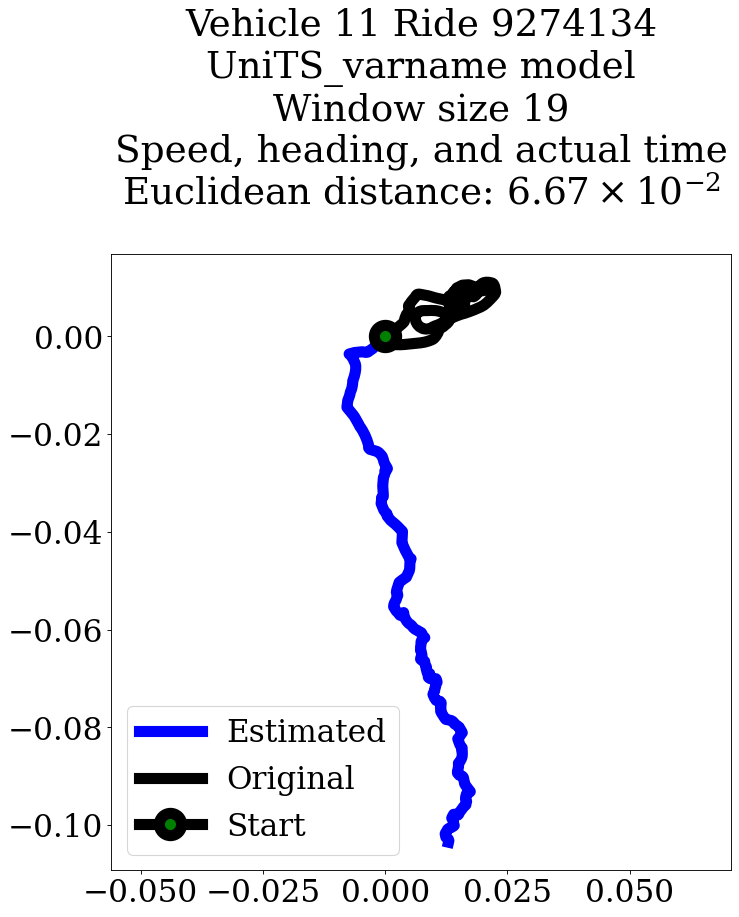 Vehicle 11 Ride 9274134
UniTS_varname model
Window size 19
Speed, heading, and actual time
Euclidean distance: 6.67 × 10⁻²
0.00
−0.02
−0.04
−0.06
−0.08
−0.10
Estimated
Original
Start
−0.050 −0.025 0.000 0.025 0.050